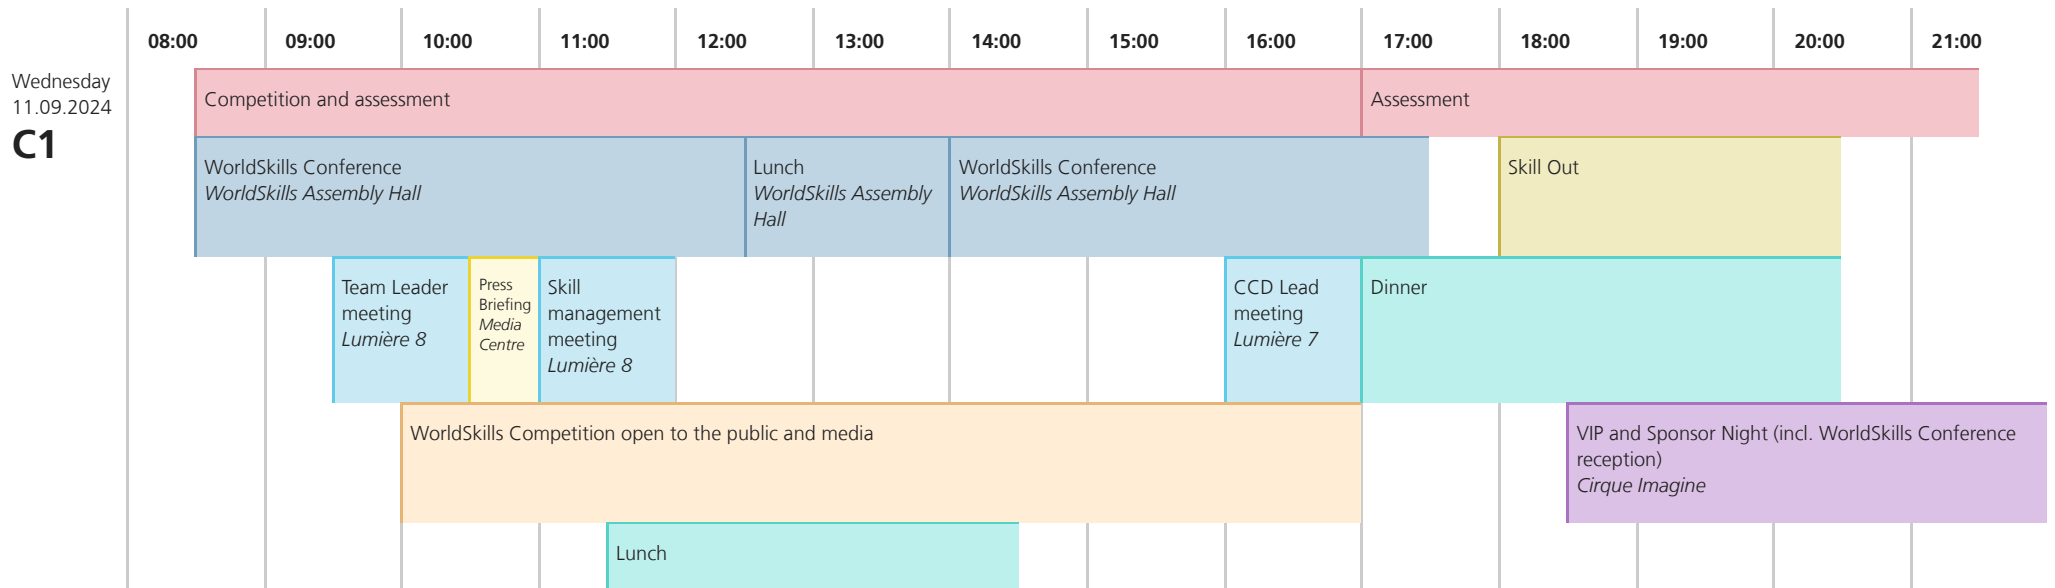 08:00 09:00 10:00 11:00 12:00 13:00 14:00 15:00 16:00 17:00 18:00 19:00 20:00 21:00
Wednesday
11.09.2024
C1
Competition and assessment
Assessment
WorldSkills Conference
WorldSkills Assembly Hall
Lunch
WorldSkills Assembly
Hall
WorldSkills Conference
WorldSkills Assembly Hall
Skill Out
Team Leader
meeting
Lumière 8
Press
Briefing
Media
Centre
Skill
management
meeting
Lumière 8
CCD Lead
meeting
Lumière 7
Dinner
WorldSkills Competition open to the public and media
VIP and Sponsor Night (incl. WorldSkills Conference
reception)
Cirque Imagine
Lunch